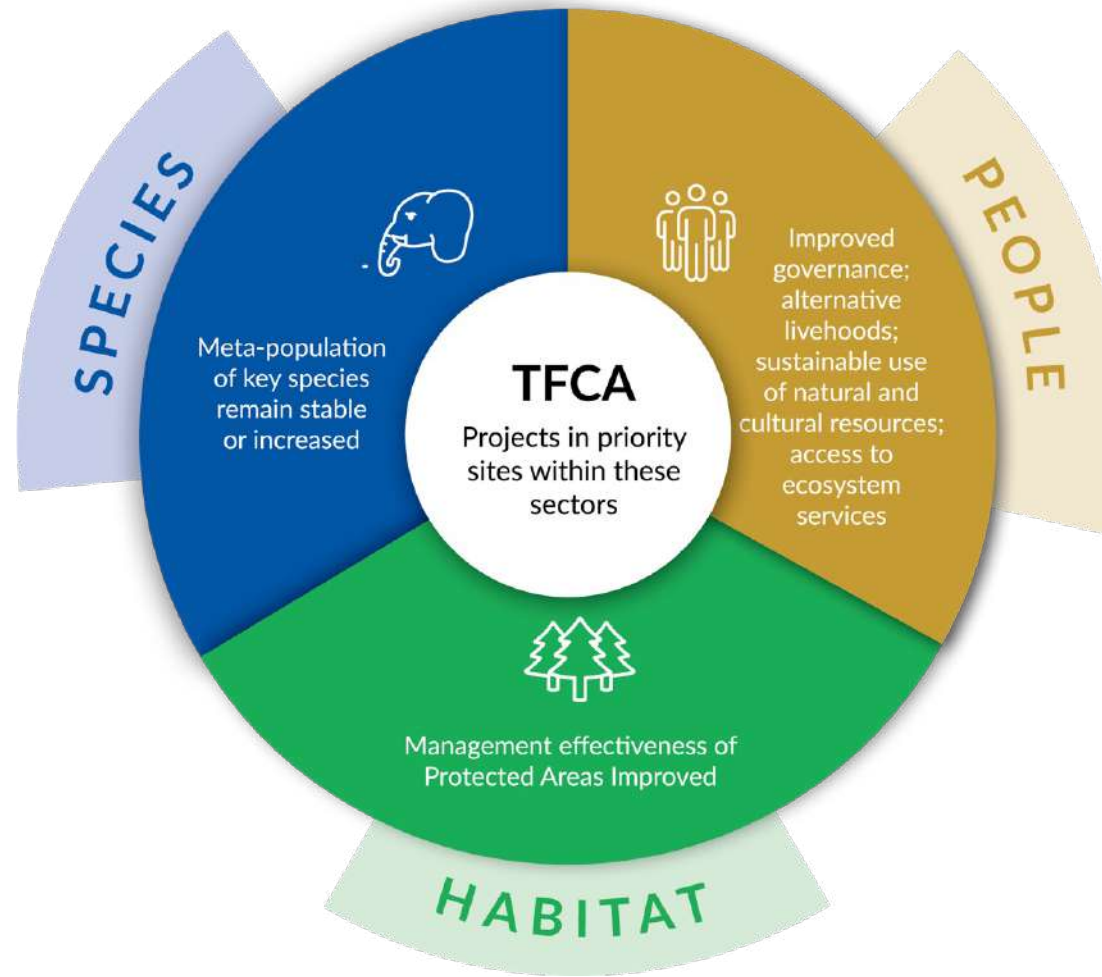 SPECIES
Meta-population
of key species
remain stable
or increased
TFCA
Projects in priority
sites within these
sectors
PEOPLE
Improved
governance;
alternative
livehoods;
sustainable use
of natural and
cultural resources;
access to
ecosystem
services
Management effectiveness of
Protected Areas Improved
HABITAT